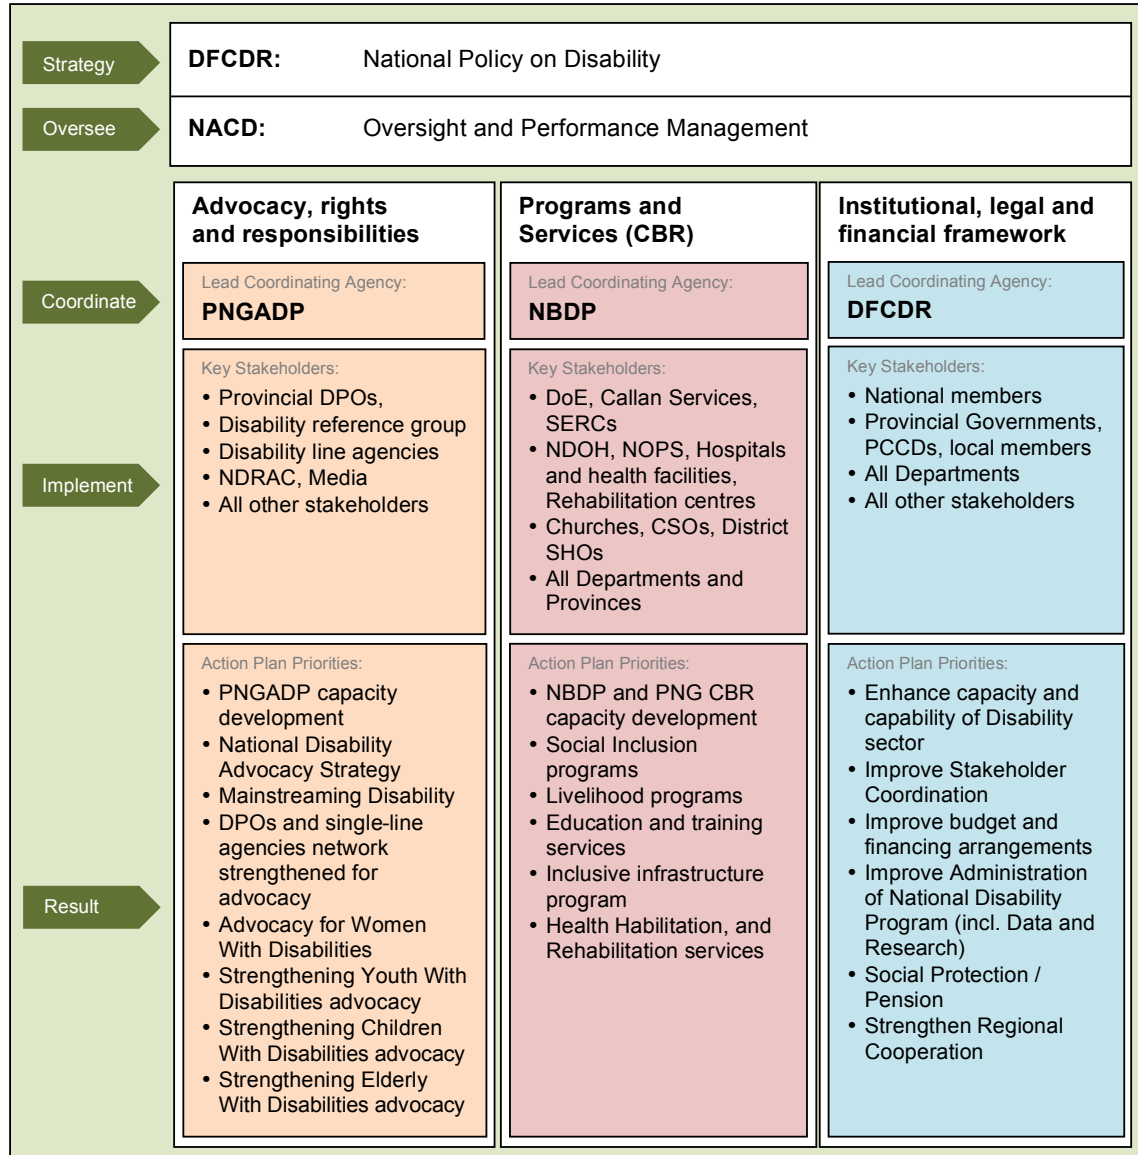 Strategy
DFCDR: National Policy on Disability
Oversee
NACD: Oversight and Performance Management
Advocacy, rights
and responsibilities
Programs and
Services (CBR)
Institutional, legal and
financial framework
Coordinate
Lead Coordinating Agency:
PNGADP
Lead Coordinating Agency:
NBDP
Lead Coordinating Agency:
DFCDR
Implement
Key Stakeholders:
• Provincial DPOs,
• Disability reference group
• Disability line agencies
• NDRAC, Media
• All other stakeholders
Key Stakeholders:
• DoE, Callan Services,
SERCs
• NDOH, NOPS, Hospitals
and health facilities,
Rehabilitation centres
• Churches, CSOs, District
SHOs
• All Departments and
Provinces
Key Stakeholders:
• National members
• Provincial Governments,
PCCDs, local members
• All Departments
• All other stakeholders
Result
Action Plan Priorities:
• PNGADP capacity
development
• National Disability
Advocacy Strategy
• Mainstreaming Disability
• DPOs and single-line
agencies network
strengthened for
advocacy
• Advocacy for Women
With Disabilities
• Strengthening Youth With
Disabilities advocacy
• Strengthening Children
With Disabilities advocacy
• Strengthening Elderly
With Disabilities advocacy
Action Plan Priorities:
• NBDP and PNG CBR
capacity development
• Social Inclusion
programs
• Livelihood programs
• Education and training
services
• Inclusive infrastructure
program
• Health Habilitation, and
Rehabilitation services
Action Plan Priorities:
• Enhance capacity and
capability of Disability
sector
• Improve Stakeholder
Coordination
• Improve budget and
financing arrangements
• Improve Administration
of National Disability
Program (incl. Data and
Research)
• Social Protection /
Pension
• Strengthen Regional
Cooperation